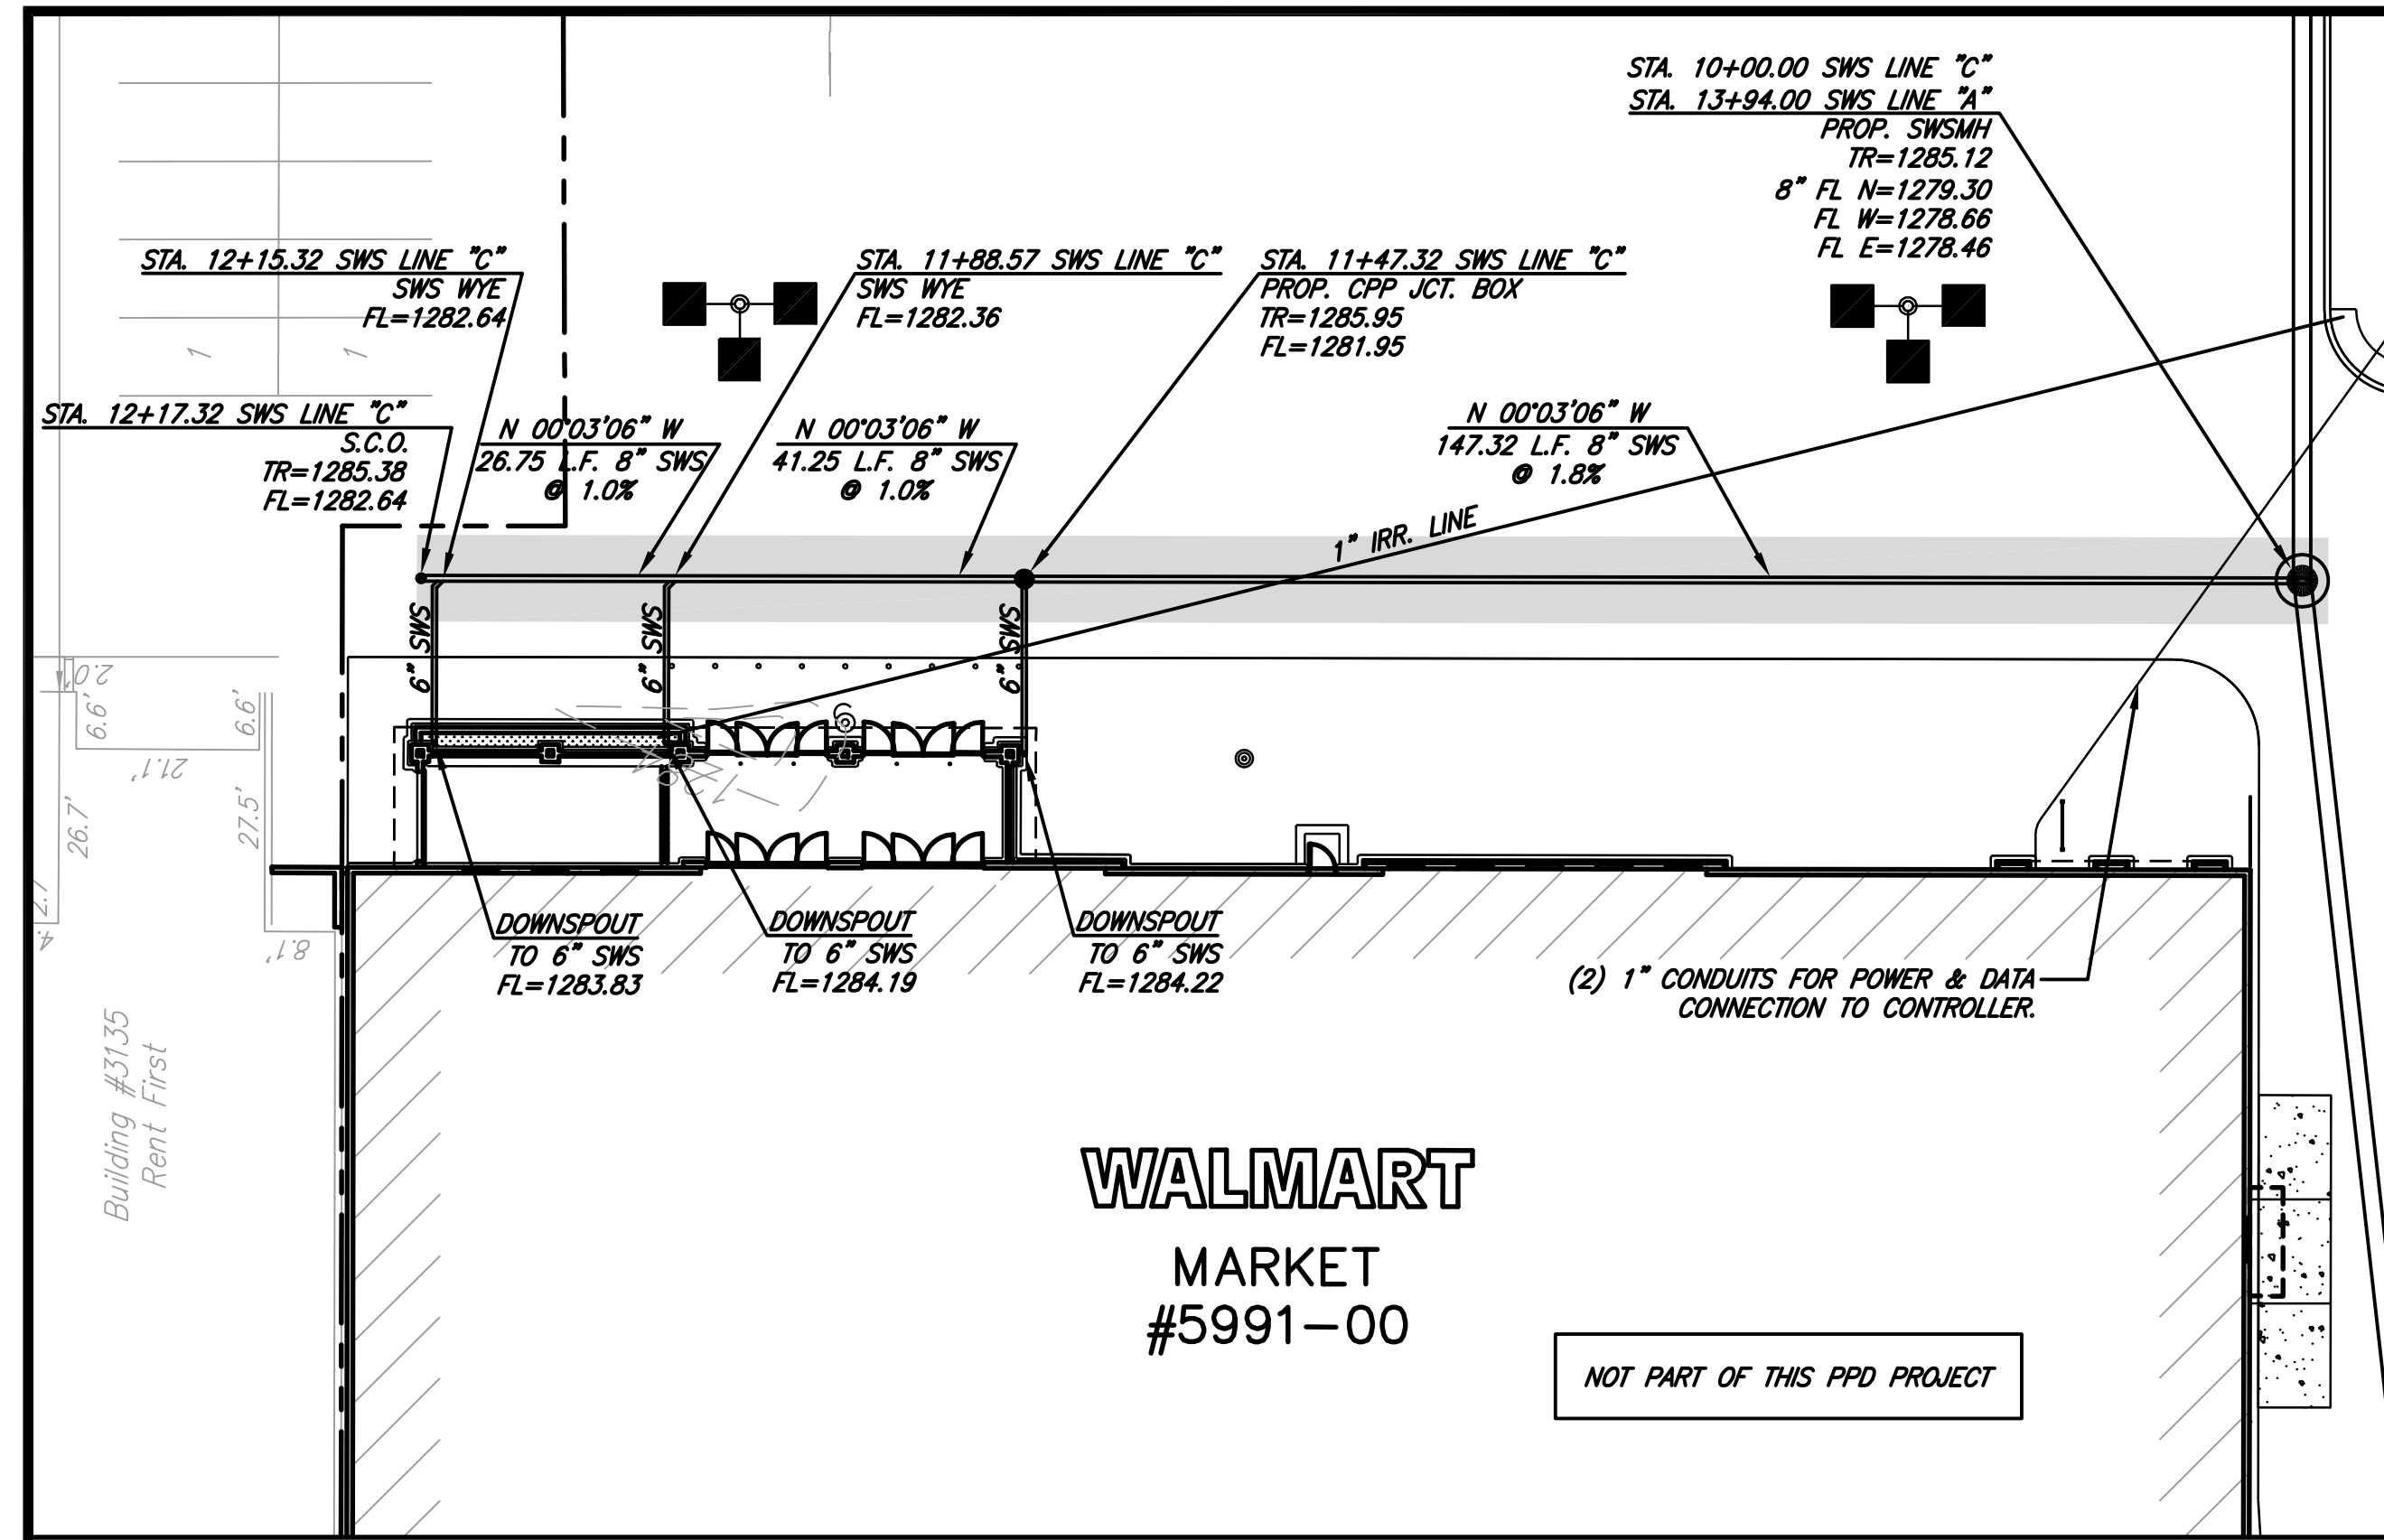 STA. 10+00.00 SWS LINE "C"
STA. 13+94.00 SWS LINE "A"
PROP. SWSMH
TR=1285.12
8" FL N=1279.30
FL W=1278.66
FL E=1278.46
STA. 12+15.32 SWS LINE "C"
SWS WYE
FL=1282.64
STA. 11+88.57 SWS LINE "C"
SWS WYE
FL=1282.36
STA. 11+47.32 SWS LINE "C"
PROP. CPP JCT. BOX
TR=1285.95
FL=1281.95
1
1
STA. 12+17.32 SWS LINE "C"
S.C.O.
TR=1285.38
FL=1282.64
N 00°03'06" W
26.75 L.F. 8" SWS
@ 1.0%
N 00°03'06" W
41.25 L.F. 8" SWS
@ 1.0%
N 00°03'06" W
147.32 L.F. 8" SWS
@ 1.8%
1" IRR. LINE
6" SWS
6" SWS
6" SWS
2.0'
6.6'
6.6'
21.1'
26.7'
27.5'
8.1'
DOWNSPOUT
TO 6" SWS
FL=1283.83
DOWNSPOUT
TO 6" SWS
FL=1284.19
DOWNSPOUT
TO 6" SWS
FL=1284.22
(2) 1" CONDUITS FOR POWER & DATA
CONNECTION TO CONTROLLER.
Building #3135
Rent First
WALMART
MARKET
#5991-00
NOT PART OF THIS PPD PROJECT